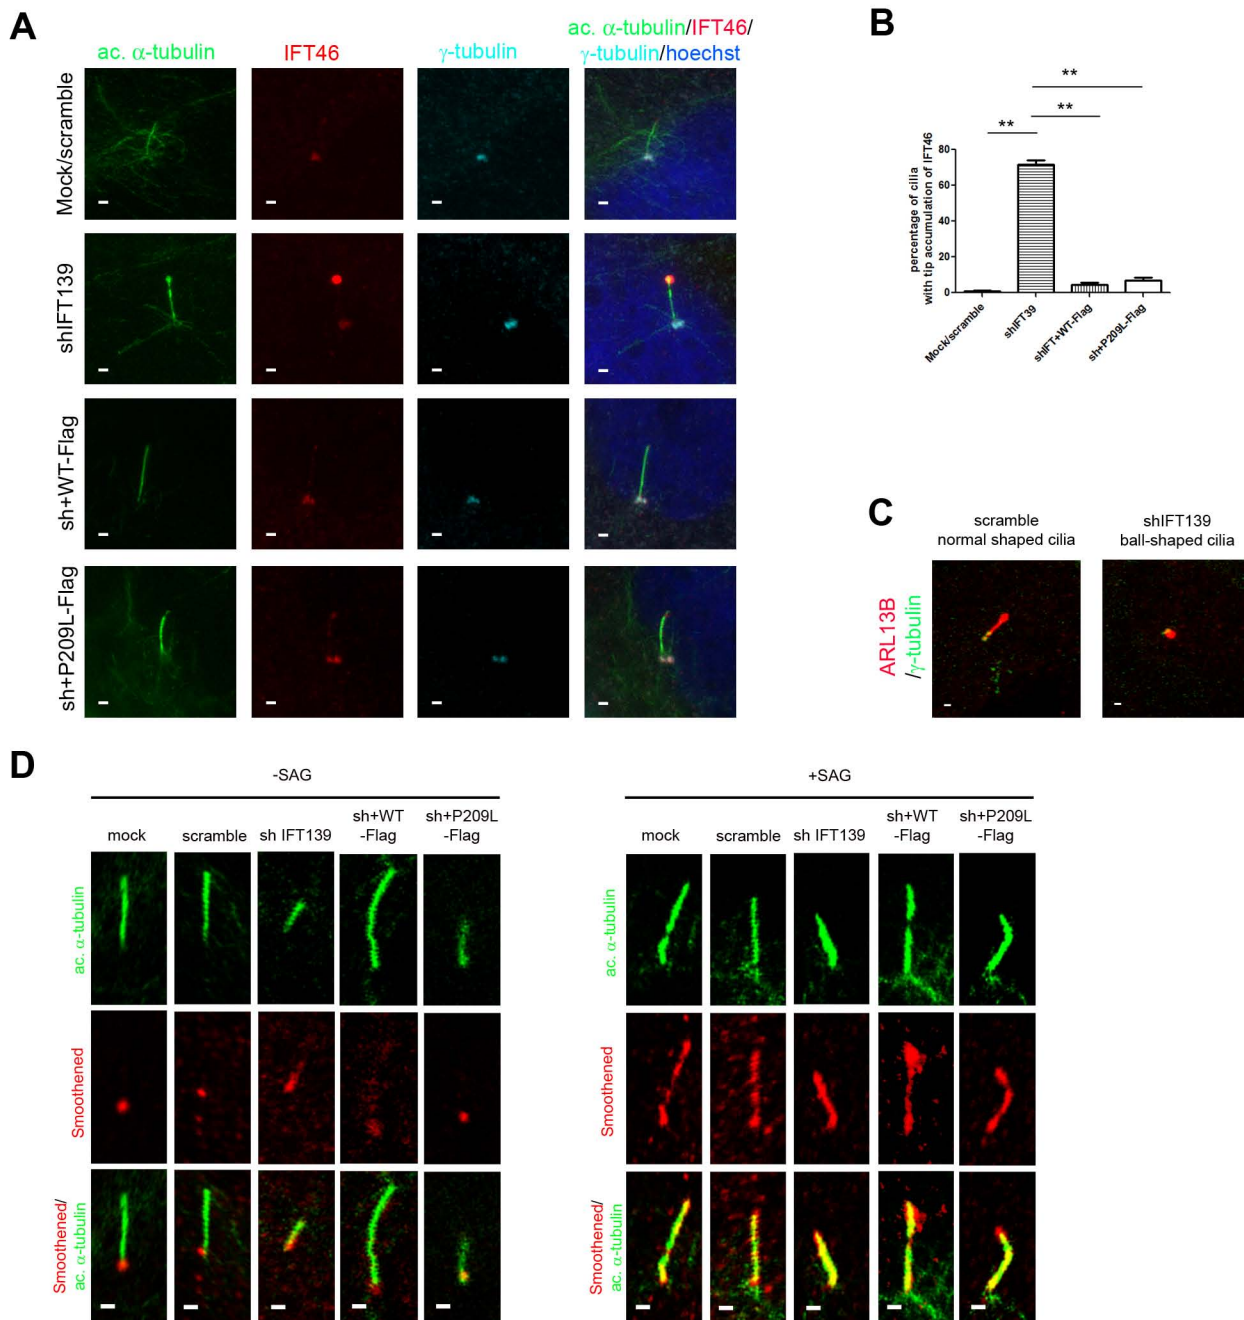 A
ac. α-tubulin
IFT46
γ-tubulin
ac. α-tubulin/IFT46/
γ-tubulin/hoechst
Mock/scramble
shIFT139
sh+WT-Flag
sh+P209L-Flag
B
**
**
**
percentage of cilia
with tip accumulation of IFT46
80
60
40
20
0
Mock/scramble
shIFT39
shIFT+WT-Flag
sh+P209L-Flag
C
scramble
normal shaped cilia
shIFT139
ball-shaped cilia
ARL13B
/γ-tubulin
D
-SAG
mock
scramble
sh IFT139
sh+WT
-Flag
sh+P209L
-Flag
ac. α-tubulin
Smoothened
Smoothened/
ac. α-tubulin
+SAG
mock
scramble
sh IFT139
sh+WT
-Flag
sh+P209L
-Flag
ac. α-tubulin
Smoothened
Smoothened/
ac. α-tubulin